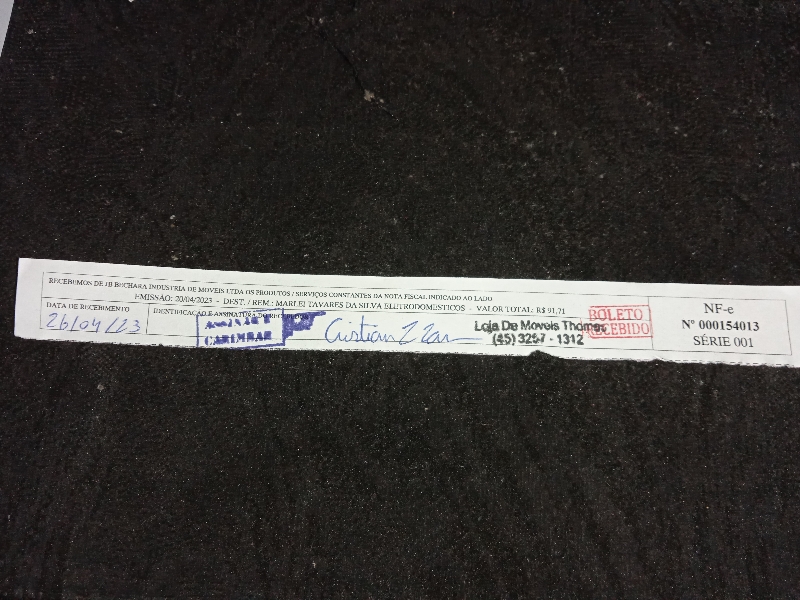 RECEBEMOS DE JB BECHARA INDUSTRIA DE MOVEIS LTDA OS PRODUTOS / SERVIÇOS CONSTANTES DA NOTA FISCAL INDICADO AO LADO
EMISSÃO: 20/04/2023 - DEST. / REM.: MARLEI TAVARES DA SILVA ELETRODOMESTICOS - VALOR TOTAL: R$ 91,71
DATA DE RECEBIMENTO
26/04/23
IDENTIFICAÇÃO E ASSINATURA DO
ASSINAR E
CARIMBAR
Cristian
Loja De Moveis Thomaz
(45) 3267 - 1312
BOLETO
RECEBIDO
NF-e
Nº 000154013
SÉRIE 001